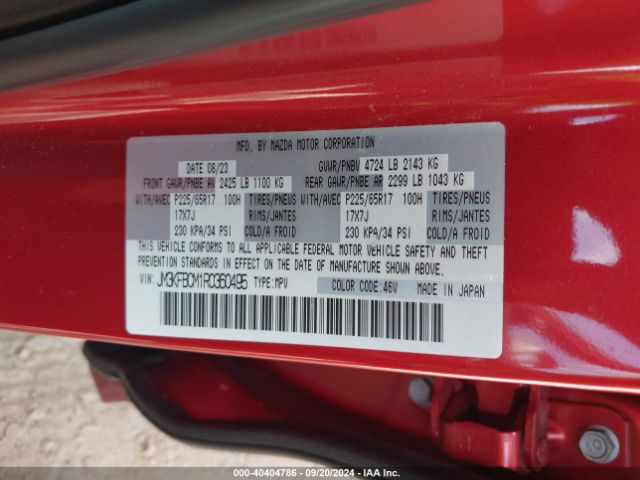 MFD. BY MAZDA MOTOR CORPORATION
DATE 08/23 GVWR/PNBV 4724 LB 2143 KG
FRONT GAWR/PNBE AV 2425 LB 1100 KG REAR GAWR/PNBE AR 2299 LB 1043 KG
WITH/AVEC P225/65R17 100H TIRES/PNEUS WITH/AVEC P225/65R17 100H TIRES/PNEUS
17X7J RIMS/JANTES 17X7J RIMS/JANTES
230 KPA/34 PSI COLD/A FROID 230 KPA/34 PSI COLD/A FROID
THIS VEHICLE CONFORMS TO ALL APPLICABLE FEDERAL MOTOR VEHICLE SAFETY AND THEFT
PREVENTION STANDARDS IN EFFECT ON THE DATE OF MANUFACTURE SHOWN ABOVE.
VIN: JM3KFBCM1R0360495 TYPE: MPV COLOR CODE: 46V MADE IN JAPAN
000-40404786 - 09/20/2024 - IAA Inc.